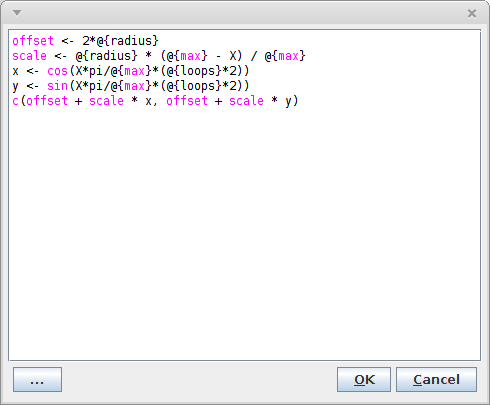 offset <- 2*@{radius}
scale <- @{radius} * (@{max} - X) / @{max}
x <- cos(X*pi/@{max}*(@{loops}*2))
y <- sin(X*pi/@{max}*(@{loops}*2))
c(offset + scale * x, offset + scale * y)
... OK Cancel